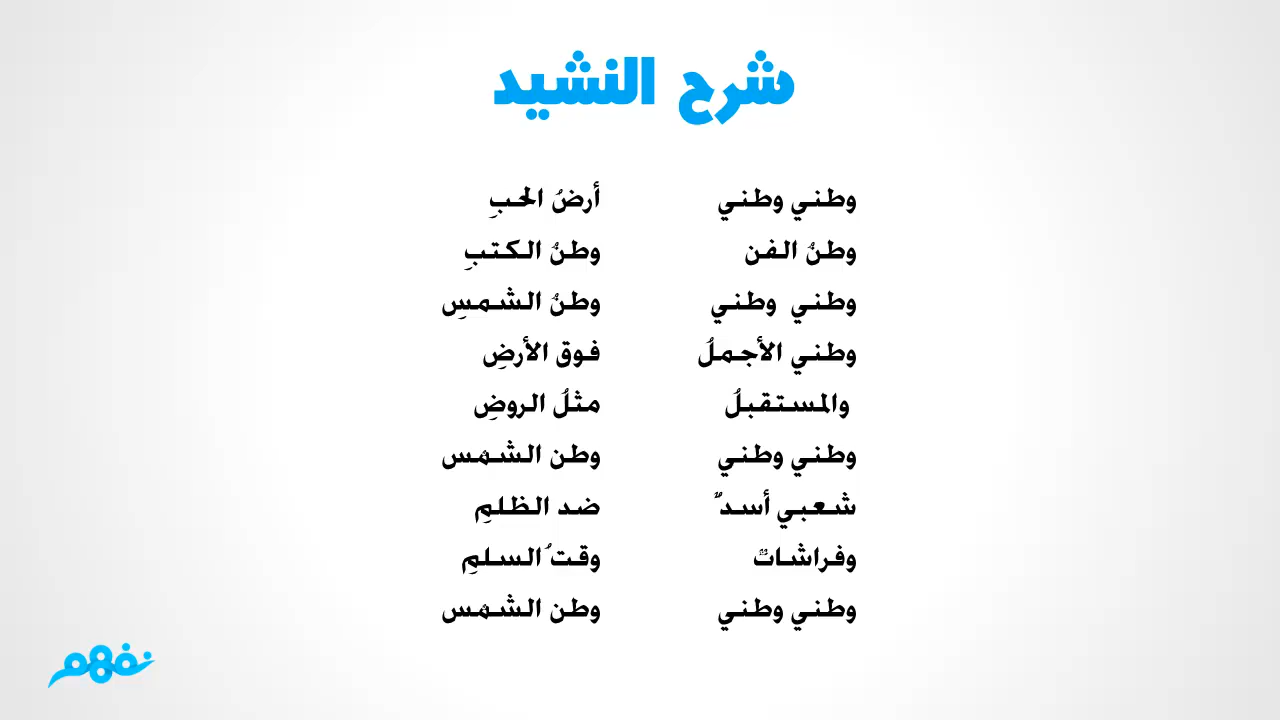 شرح النشيد
وطني وطني أرضُ الحبِ
وطنُ الفن وطنُ الكتبِ
وطني وطني وطنُ الشمسِ
وطني الأجملُ فوق الأرضِ
والمستقبلُ مثلُ الروضِ
وطني وطني وطن الشمس
شعبي أسدٌ ضد الظلمِ
وفراشاتٌ وقتُ السلمِ
وطني وطني وطن الشمس
نفهم